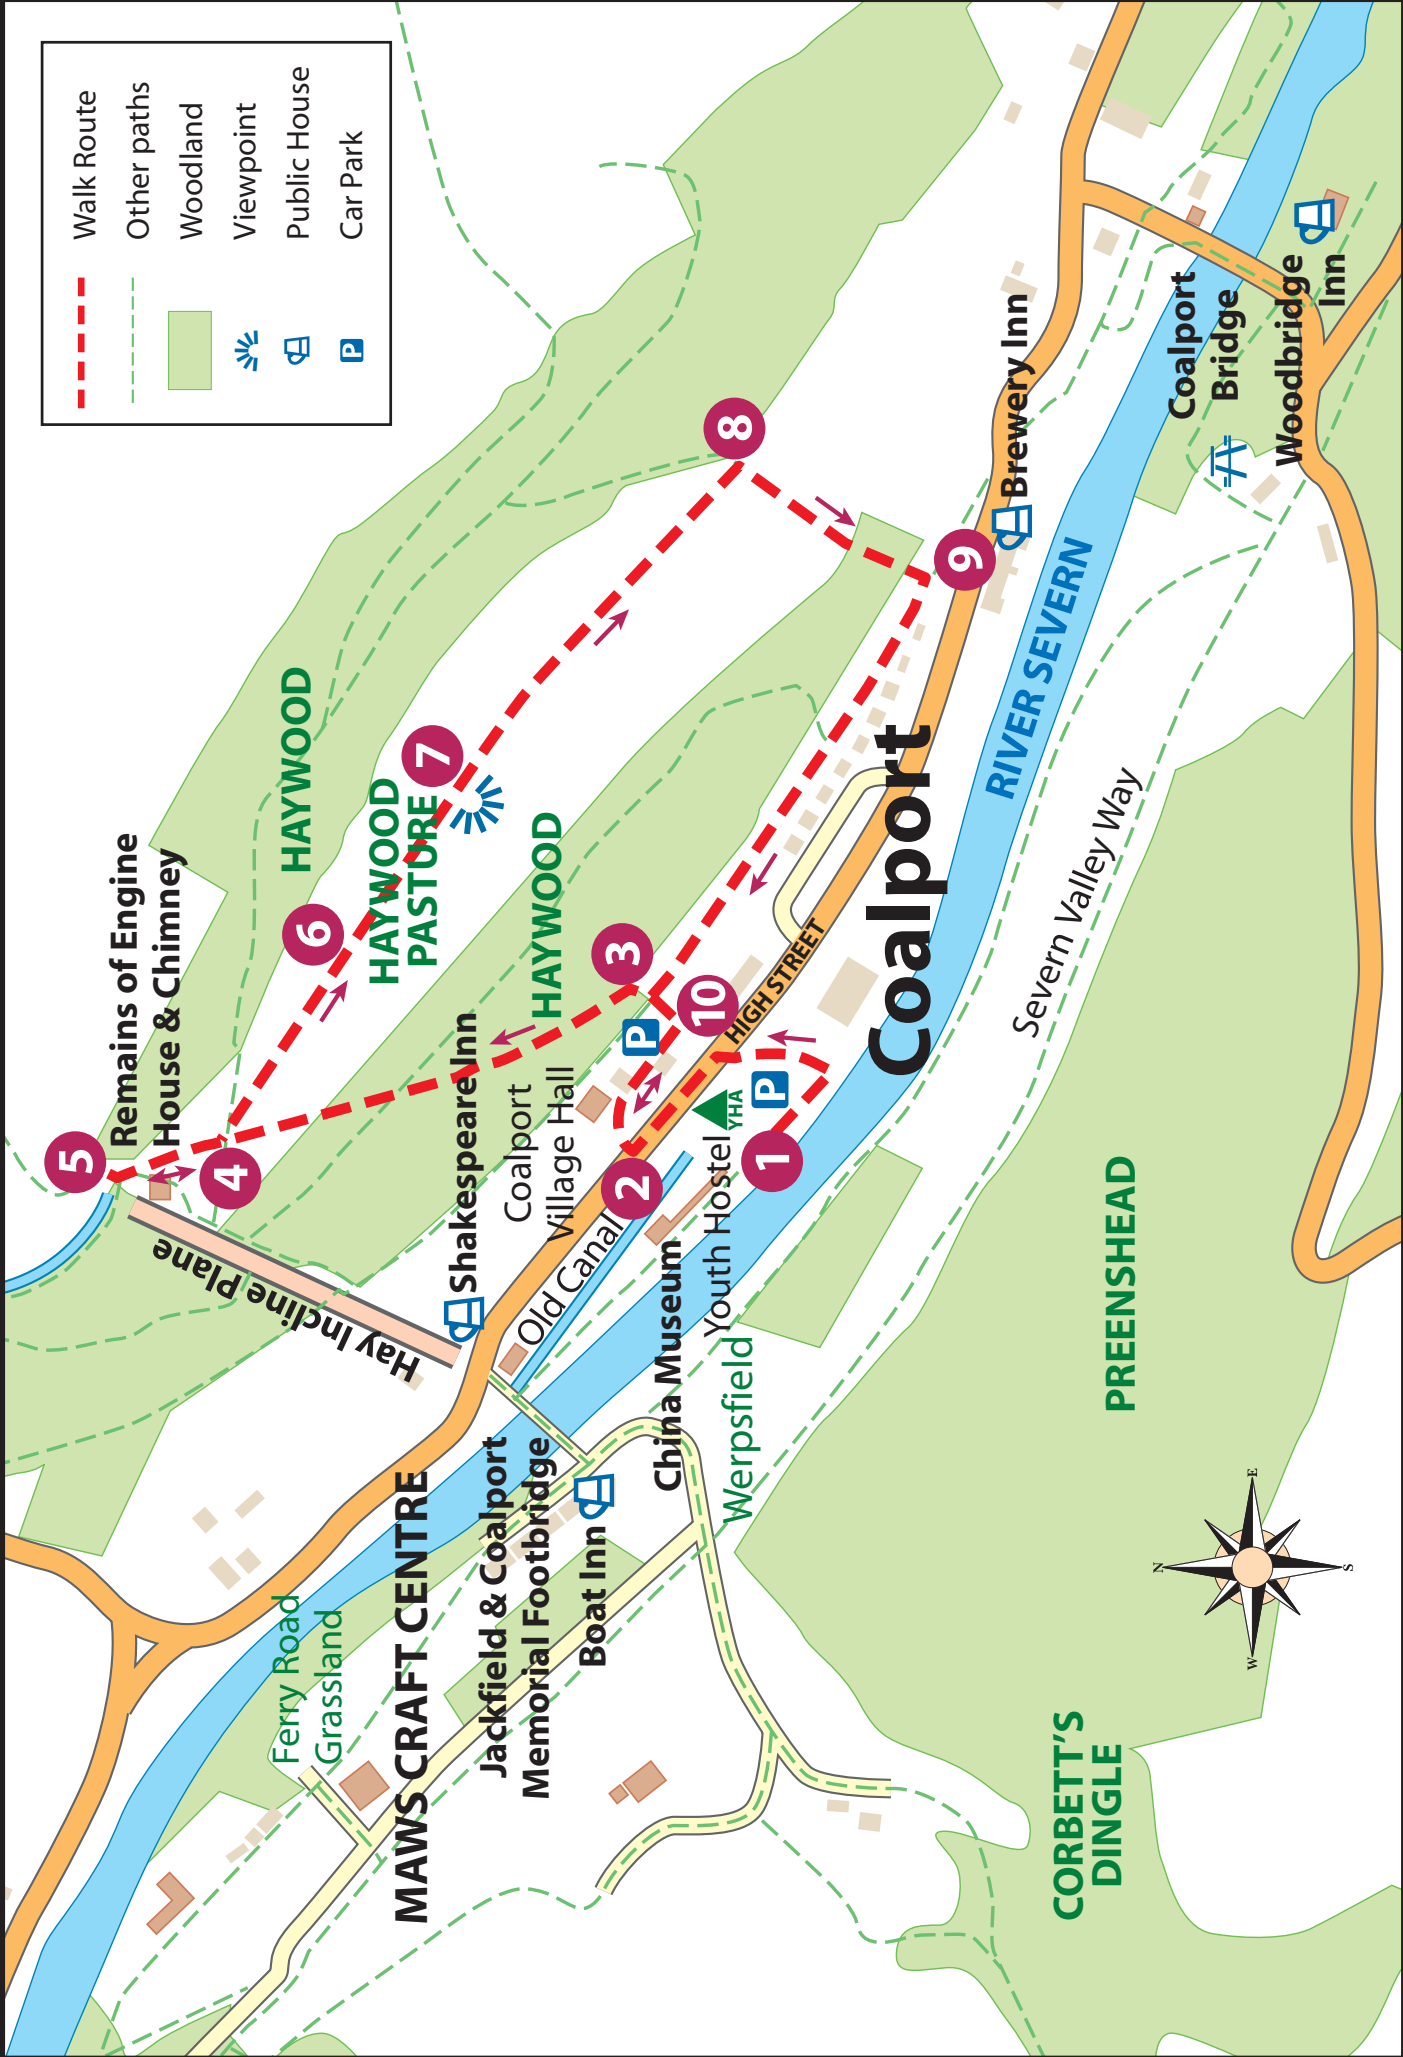 Walk Route
Other paths
Woodland
Viewpoint
Public House
P
Car Park
Remains of Engine
House & Chimney
5
4
6
HAYWOOD
HAYWOOD
PASTURE
7
HAYWOOD
8
3
P
10
9
Brewery Inn
Hay Incline Plane
Shakespeare Inn
Coalport
Village Hall
2
HIGH STREET
YHA
P
1
Old Canal
China Museum
Youth Hostel
Werpsfield
Coalport
RIVER SEVERN
Severn Valley Way
Coalport
Bridge
Woodbridge
Inn
Ferry Road
Grassland
MAWS CRAFT CENTRE
Jackfield & Coalport
Memorial Footbridge
Boat Inn
PREENSHEAD
CORBETT'S
DINGLE
N
E
S
W